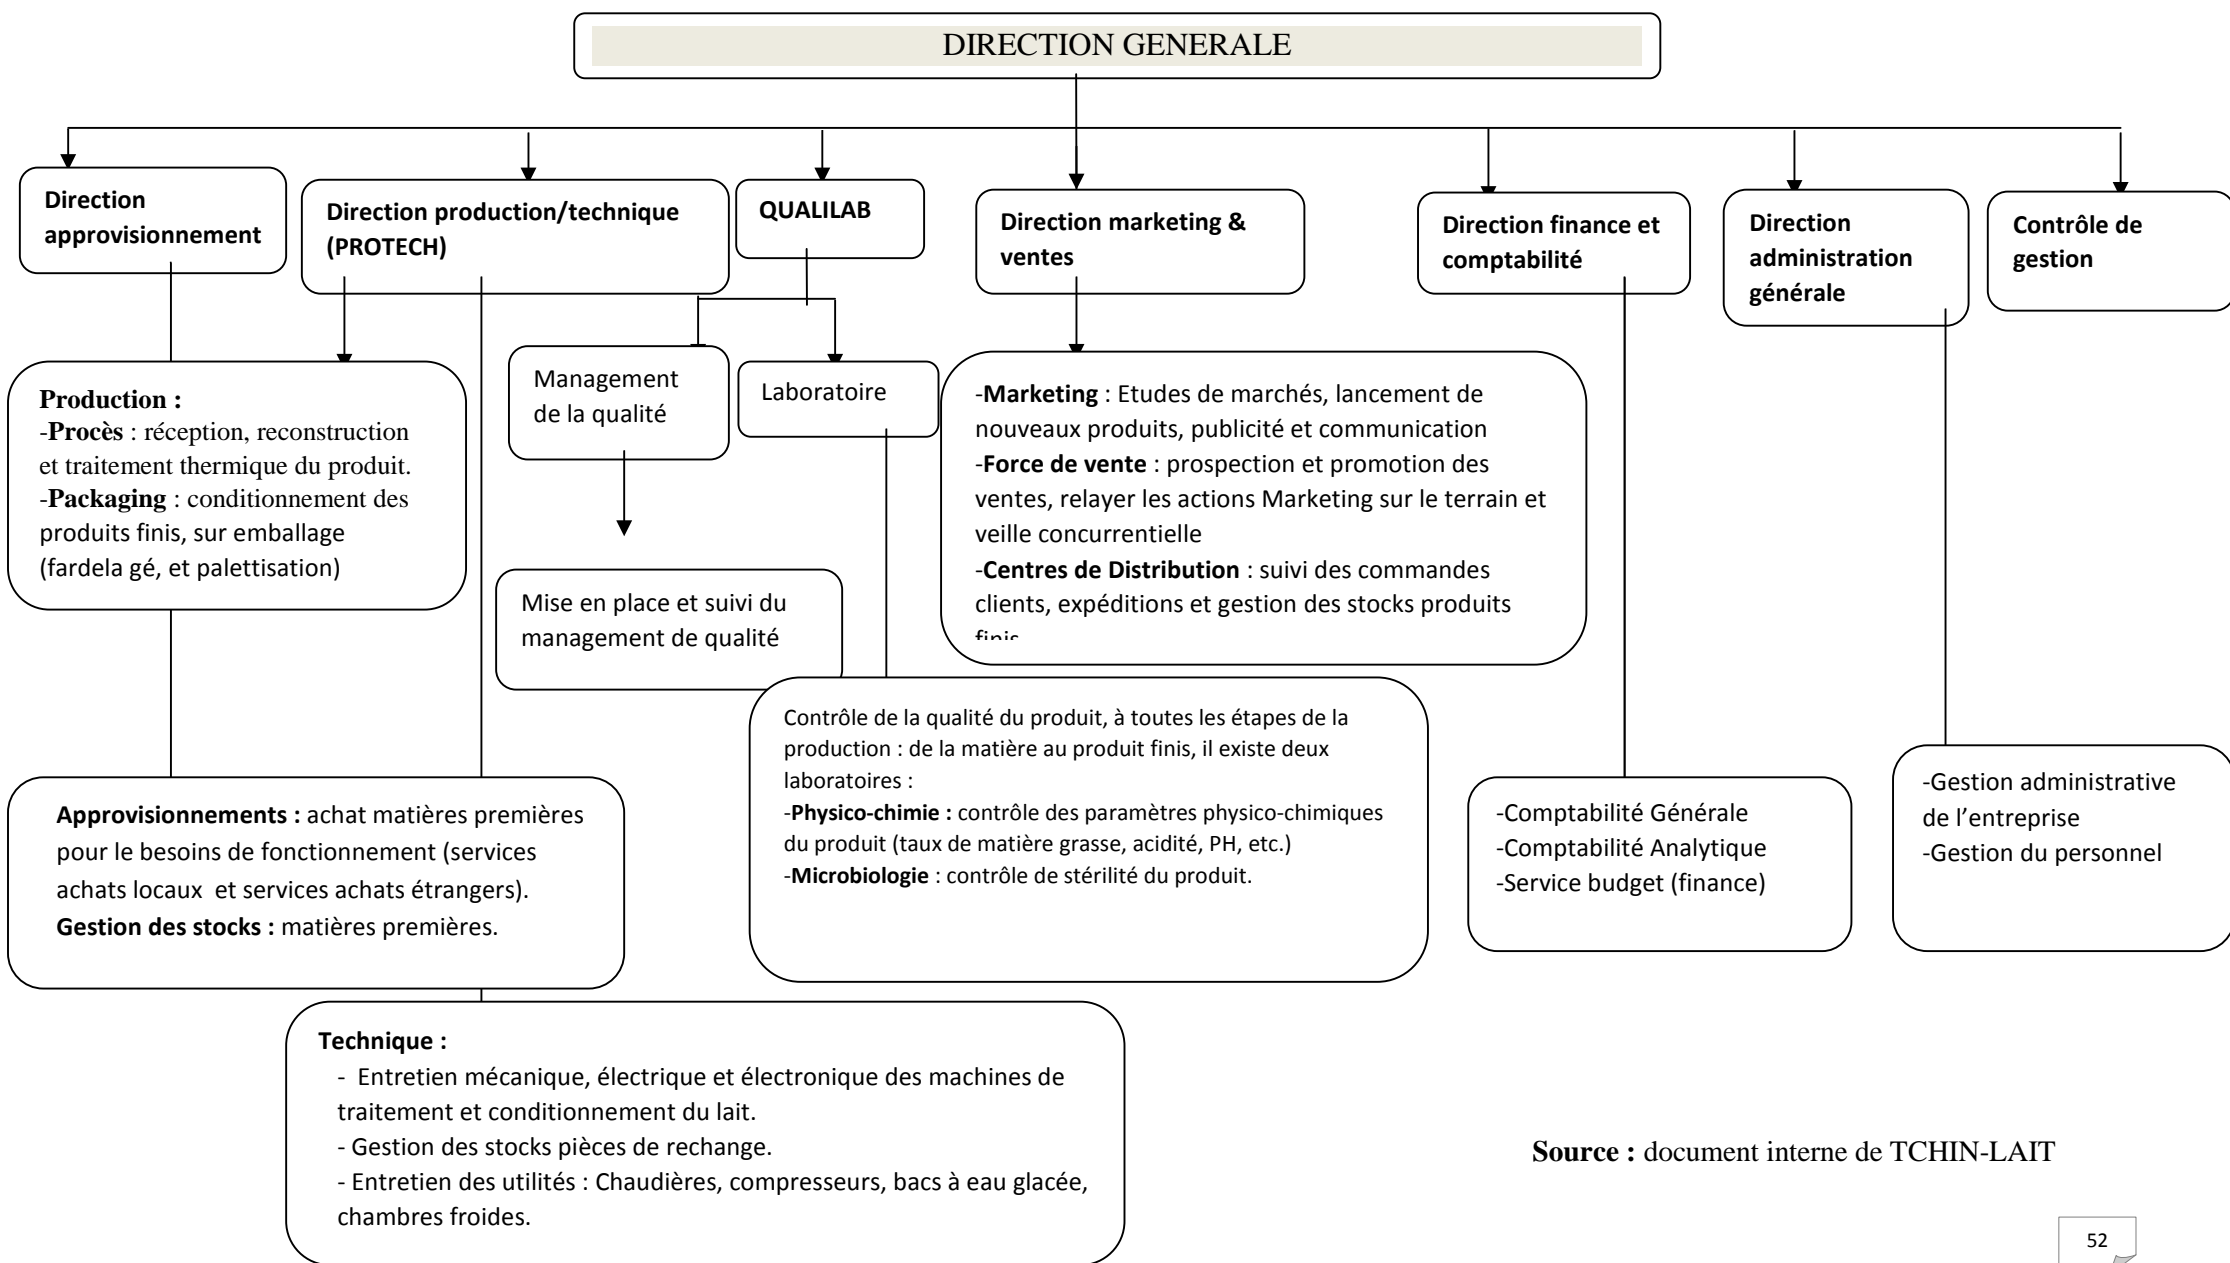 DIRECTION GENERALE
Direction
approvisionnement
Direction production/technique
(PROTECH)
QUALILAB
Direction marketing &
ventes
Direction finance et
comptabilité
Direction
administration
générale
Contrôle de
gestion
Production :
-Procès : réception, reconstruction
et traitement thermique du produit.
-Packaging : conditionnement des
produits finis, sur emballage
(fardela gé, et palettisation)
Management
de la qualité
Laboratoire
-Marketing : Etudes de marchés, lancement de
nouveaux produits, publicité et communication
-Force de vente : prospection et promotion des
ventes, relayer les actions Marketing sur le terrain et
veille concurrentielle
-Centres de Distribution : suivi des commandes
clients, expéditions et gestion des stocks produits
finis
Mise en place et suivi du
management de qualité
Contrôle de la qualité du produit, à toutes les étapes de la
production : de la matière au produit finis, il existe deux
laboratoires :
-Physico-chimie : contrôle des paramètres physico-chimiques
du produit (taux de matière grasse, acidité, PH, etc.)
-Microbiologie : contrôle de stérilité du produit.
Approvisionnements : achat matières premières
pour le besoins de fonctionnement (services
achats locaux et services achats étrangers).
Gestion des stocks : matières premières.
-Comptabilité Générale
-Comptabilité Analytique
-Service budget (finance)
-Gestion administrative
de l’entreprise
-Gestion du personnel
Technique :
- Entretien mécanique, électrique et électronique des machines de
traitement et conditionnement du lait.
- Gestion des stocks pièces de rechange.
- Entretien des utilités : Chaudières, compresseurs, bacs à eau glacée,
chambres froides.
Source : document interne de TCHIN-LAIT
52